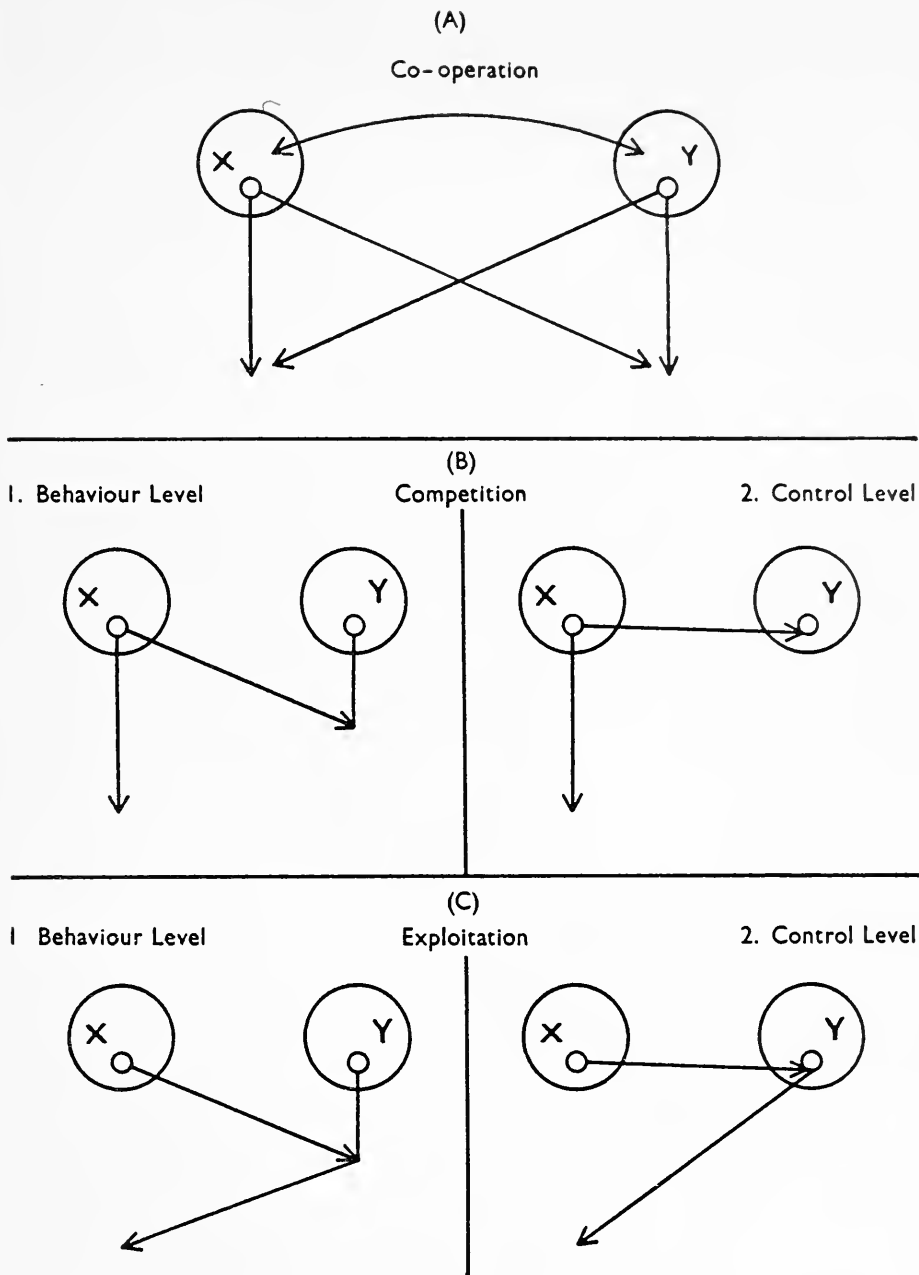 (A)
Co-operation
X Y
(B)
1. Behaviour Level Competition 2. Control Level
X Y X Y
(C)
1 Behaviour Level Exploitation 2. Control Level
X Y X Y